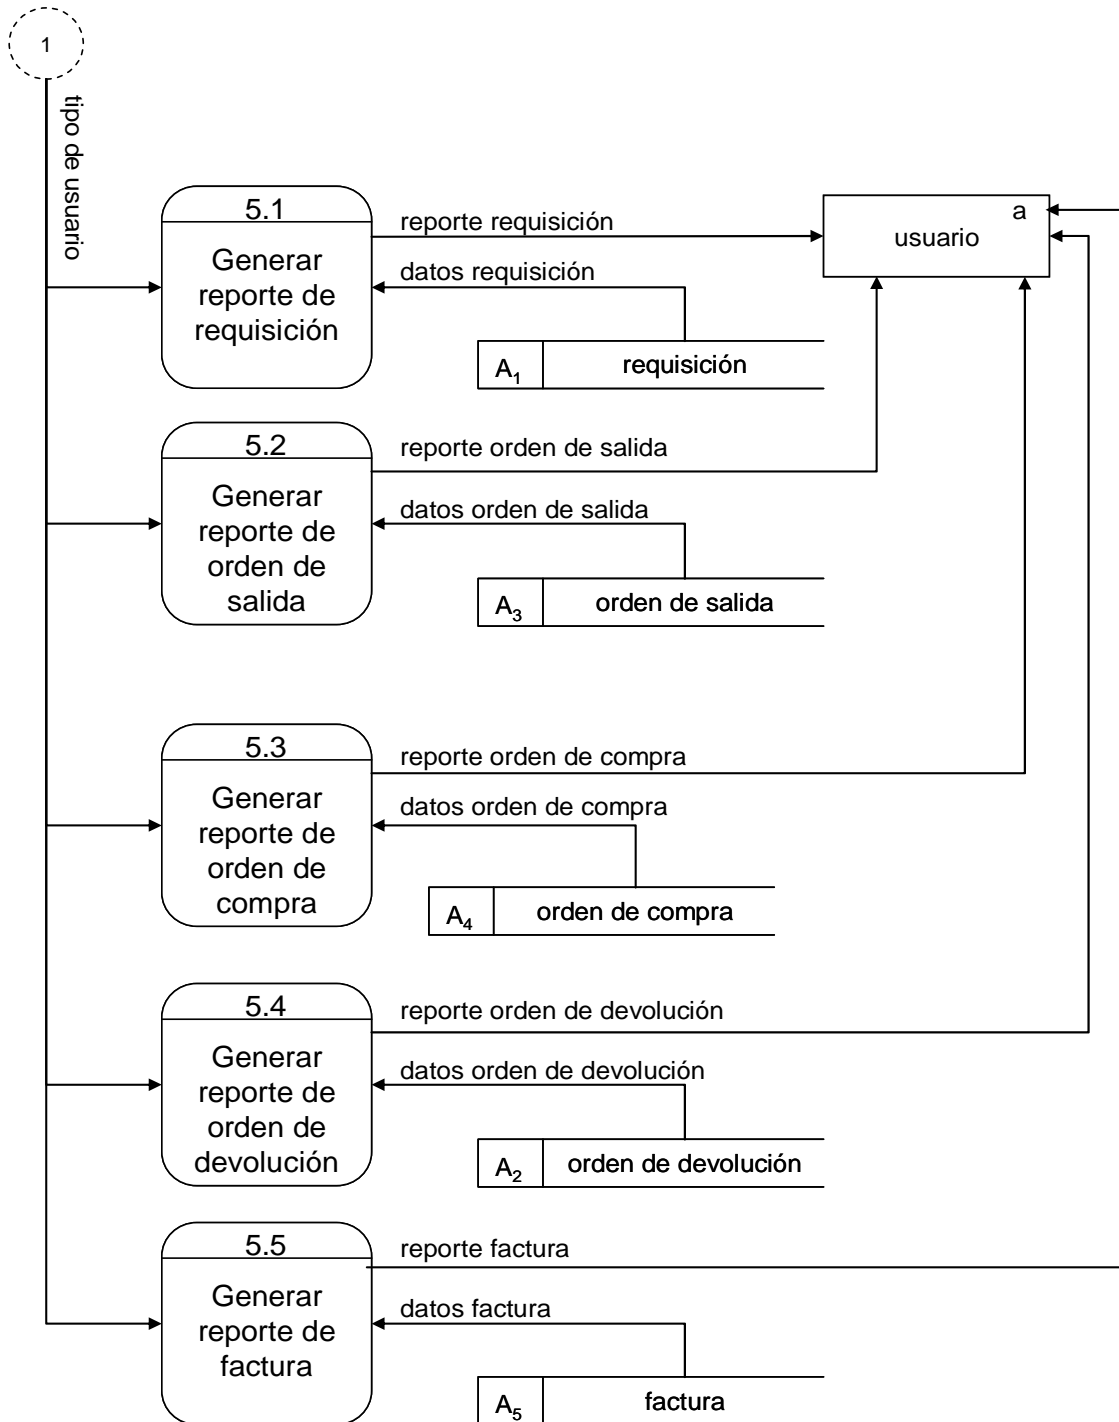 1
tipo de usuario
5.1
Generar
reporte de
requisición
reporte requisición
datos requisición
a
usuario
A1
requisición
5.2
Generar
reporte de
orden de
salida
reporte orden de salida
datos orden de salida
A3
orden de salida
5.3
Generar
reporte de
orden de
compra
reporte orden de compra
datos orden de compra
A4
orden de compra
5.4
Generar
reporte de
orden de
devolución
reporte orden de devolución
datos orden de devolución
A2
orden de devolución
5.5
Generar
reporte de
factura
reporte factura
datos factura
A5
factura